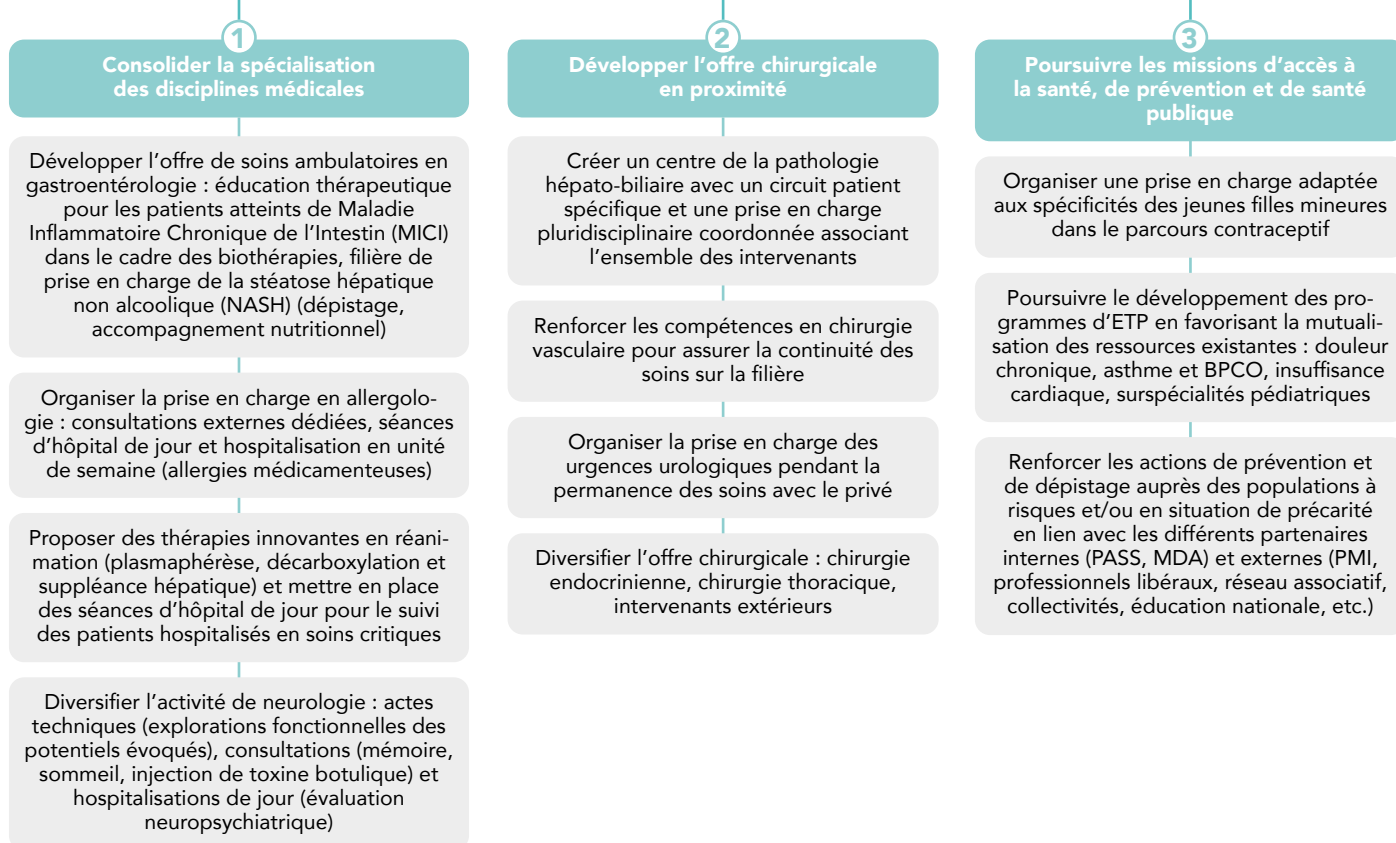 1
Consolider la spécialisation
des disciplines médicales
Développer l'offre de soins ambulatoires en
gastroentérologie : éducation thérapeutique
pour les patients atteints de Maladie
Inflammatoire Chronique de l'Intestin (MICI)
dans le cadre des biothérapies, filière de
prise en charge de la stéatose hépatique
non alcoolique (NASH) (dépistage,
accompagnement nutritionnel)
Organiser la prise en charge en allergolo-
gie : consultations externes dédiées, séances
d'hôpital de jour et hospitalisation en unité
de semaine (allergies médicamenteuses)
Proposer des thérapies innovantes en réani-
mation (plasmaphérèse, décarboxylation et
suppléance hépatique) et mettre en place
des séances d'hôpital de jour pour le suivi
des patients hospitalisés en soins critiques
Diversifier l'activité de neurologie : actes
techniques (explorations fonctionnelles des
potentiels évoqués), consultations (mémoire,
sommeil, injection de toxine botulique) et
hospitalisations de jour (évaluation
neuropsychiatrique)
2
Développer l'offre chirurgicale
en proximité
Créer un centre de la pathologie
hépato-biliaire avec un circuit patient
spécifique et une prise en charge
pluridisciplinaire coordonnée associant
l'ensemble des intervenants
Renforcer les compétences en chirurgie
vasculaire pour assurer la continuité des
soins sur la filière
Organiser la prise en charge des
urgences urologiques pendant la
permanence des soins avec le privé
Diversifier l'offre chirurgicale : chirurgie
endocrinienne, chirurgie thoracique,
intervenants extérieurs
3
Poursuivre les missions d'accès à
la santé, de prévention et de santé
publique
Organiser une prise en charge adaptée
aux spécificités des jeunes filles mineures
dans le parcours contraceptif
Poursuivre le développement des pro-
grammes d'ETP en favorisant la mutuali-
sation des ressources existantes : douleur
chronique, asthme et BPCO, insuffisance
cardiaque, surspécialités pédiatriques
Renforcer les actions de prévention et
de dépistage auprès des populations à
risques et/ou en situation de précarité
en lien avec les différents partenaires
internes (PASS, MDA) et externes (PMI,
professionnels libéraux, réseau associatif,
collectivités, éducation nationale, etc.)